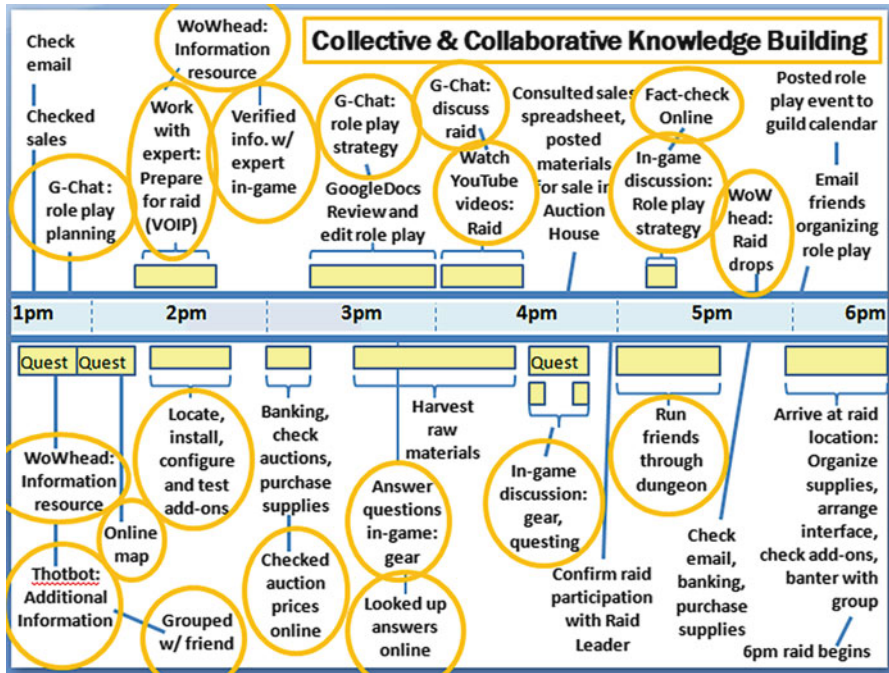 Collective & Collaborative Knowledge Building
Check
email
Checked
sales
G-Chat :
role play
planning
WoWhead:
Information
resource
Work
with
expert:
Prepare
for raid
(VOIP)
Verified
info. w/
expert
in-game
G-Chat:
role play
strategy
GoogleDocs
Review and
edit role play
G-Chat:
discuss
raid
Watch
YouTube
videos:
Raid
Consulted sales
spreadsheet,
posted
materials
for sale in
Auction
House
Fact-check
Online
In-game
discussion:
Role play
strategy
WoW
head:
Raid
drops
Posted role
play event to
guild calendar
Email
friends
organizing
role play
1pm 2pm 3pm 4pm 5pm 6pm
Quest Quest
WoWhead:
Information
resource
Online
map
Thotbot:
Additional
Information
Grouped
w/ friend
Locate,
install,
configure
and test
add-ons
Banking,
check
auctions,
purchase
supplies
Checked
auction
prices
online
Harvest
raw
materials
Answer
questions
in-game:
gear
Looked up
answers
online
Quest
In-game
discussion:
gear,
questing
Confirm raid
participation
with Raid
Leader
Run
friends
through
dungeon
Check
email,
banking,
purchase
supplies
Arrive at raid
location:
Organize
supplies,
arrange
interface,
check add-ons,
banter with
group
6pm raid begins